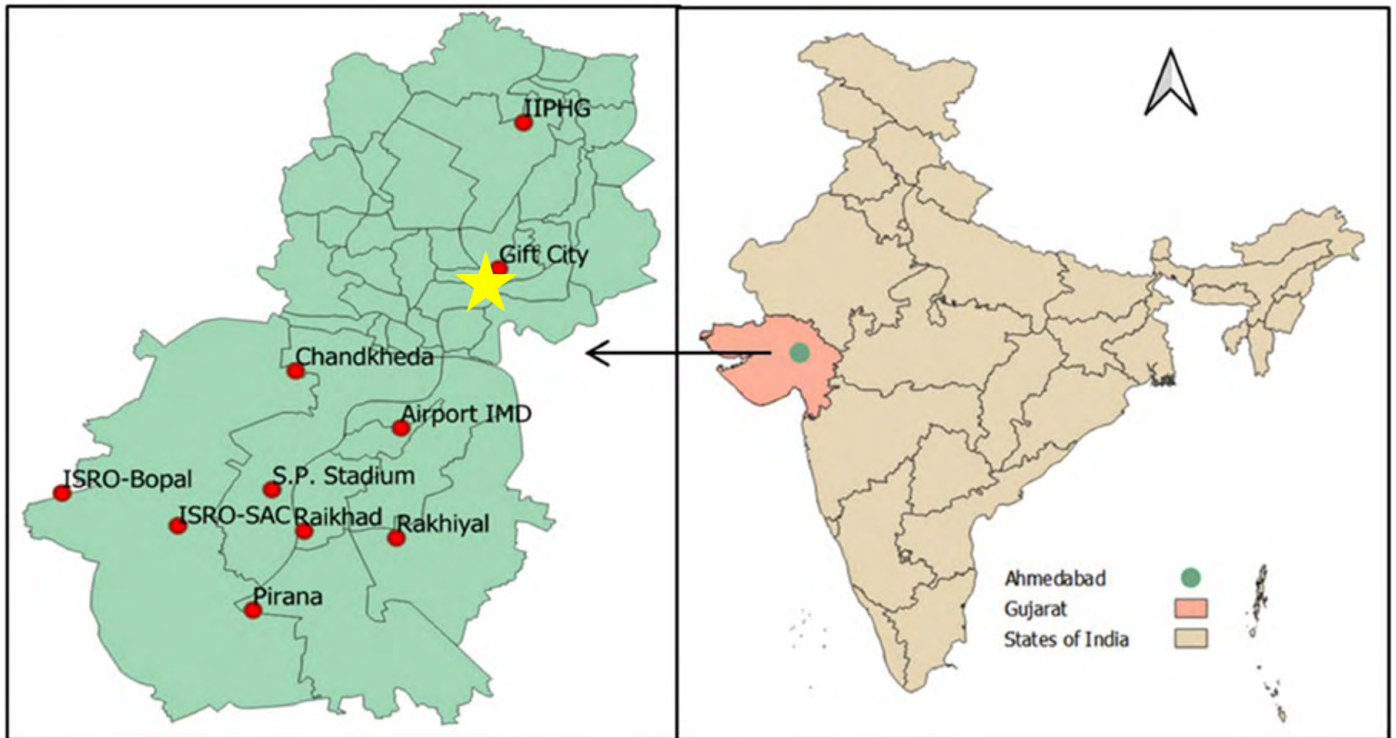 IIPHG
Gift City
Chandkheda
Airport IMD
ISRO-Bopal
S.P. Stadium
ISRO-SAC
Raikhad
Rakhiyal
Pirana
Ahmedabad
Gujarat
States of India